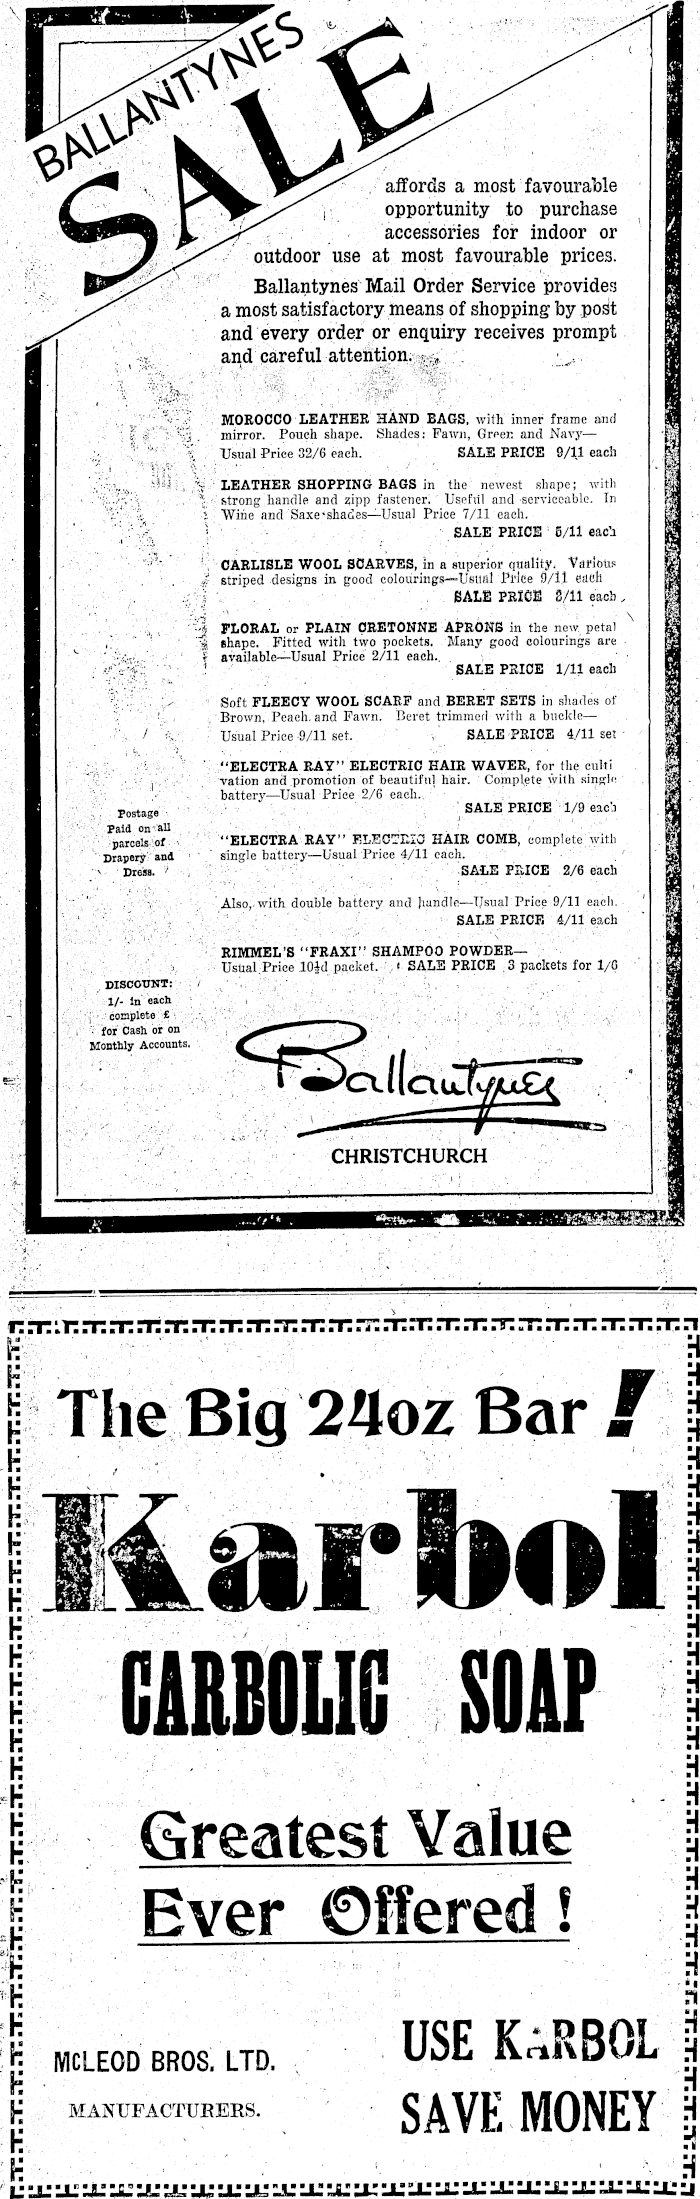 BALLANTYNES
SALE
affords a most favourable
opportunity to purchase
accessories for indoor or
outdoor use at most favourable prices.
Ballantynes Mail Order Service provides
a most satisfactory means of shopping by post
and every order or enquiry receives prompt
and careful attention.
MOROCCO LEATHER HAND BAGS, with inner frame and
mirror. Pouch shape. Shades: Fawn, Green and Navy—
Usual Price 32/6 each. SALE PRICE 9/11 each
LEATHER SHOPPING BAGS in the newest shape; with
strong handle and zipp fastener. Useful and serviceable. In
Wine and Saxe shades—Usual Price 7/11 each.
SALE PRICE 5/11 each
CARLISLE WOOL SCARVES, in a superior quality. Various
striped designs in good colourings—Usual Price 9/11 each
SALE PRICE 3/11 each
FLORAL or PLAIN CRETONNE APRONS in the new petal
shape. Fitted with two pockets. Many good colourings are
available—Usual Price 2/11 each.
SALE PRICE 1/11 each
Soft FLEECY WOOL SCARF and BERET SETS in shades of
Brown, Peach and Fawn. Beret trimmed with a buckle—
Usual Price 9/11 set. SALE PRICE 4/11 set
"ELECTRA RAY" ELECTRIC HAIR WAVER, for the culti
vation and promotion of beautiful hair. Complete with single
battery—Usual Price 2/6 each.
SALE PRICE 1/9 each
"ELECTRA RAY" ELECTRIC HAIR COMB, complete with
single battery—Usual Price 4/11 each.
SALE PRICE 2/6 each
Also, with double battery and handle—Usual Price 9/11 each.
SALE PRICE 4/11 each
RIMMEL'S "FRAXI" SHAMPOO POWDER—
Usual Price 10½d packet. SALE PRICE 3 packets for 1/6
Postage
Paid on all
parcels of
Drapery and
Dress.
DISCOUNT:
1/- in each
complete £
for Cash or on
Monthly Accounts.
Ballantynes
CHRISTCHURCH
The Big 24oz Bar!
Karbol
CARBOLIC SOAP
Greatest Value
Ever Offered!
McLEOD BROS. LTD.
MANUFACTURERS.
USE KARBOL
SAVE MONEY